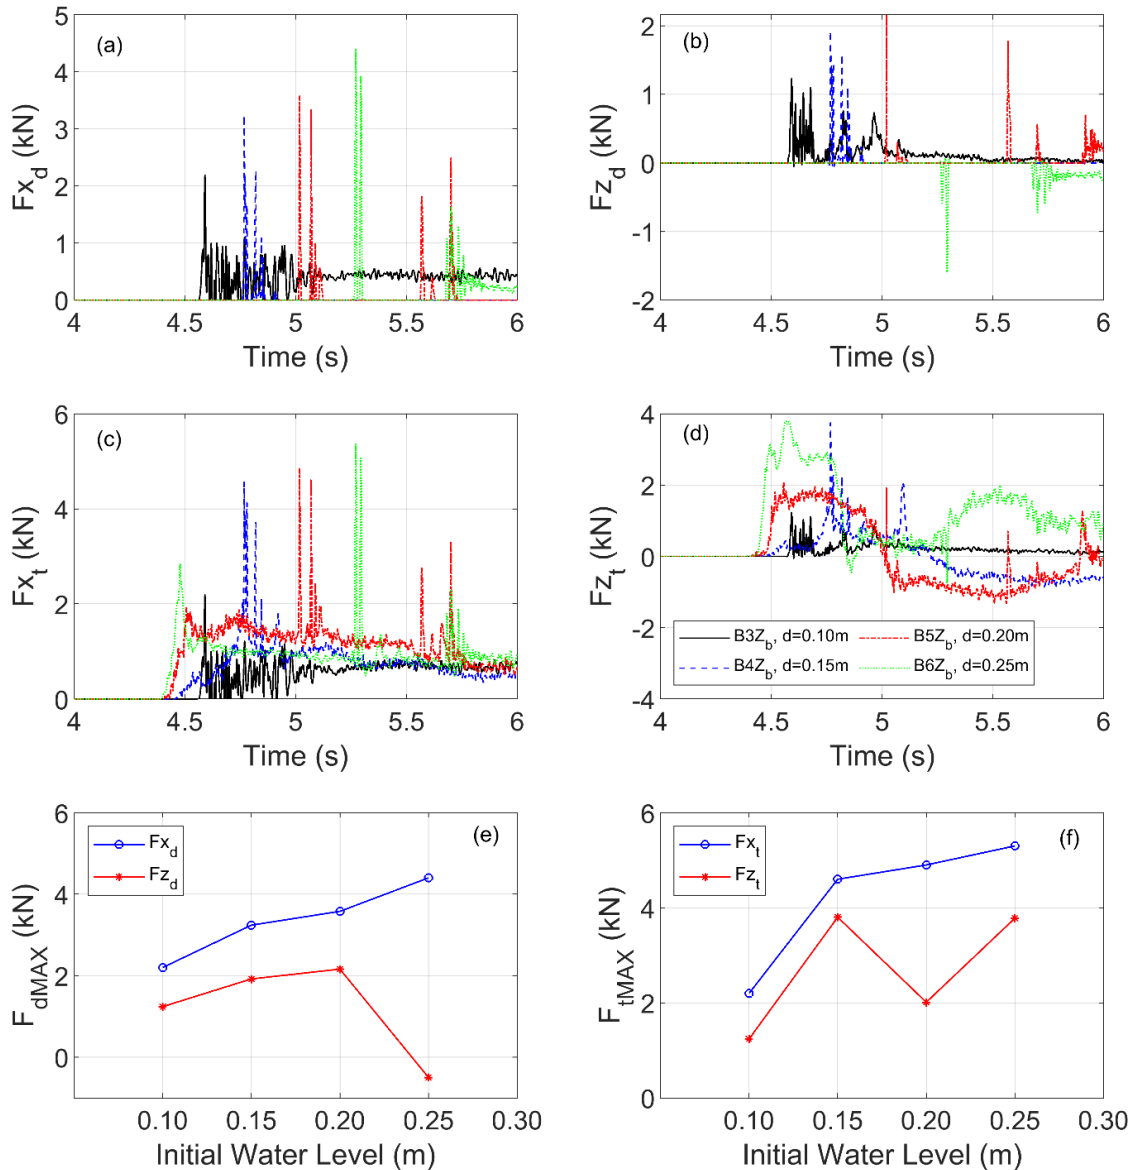 (a)
Fx_d (kN)
5
4
3
2
1
0
4 4.5 5 5.5 6
Time (s)
(b)
Fz_d (kN)
2
1
0
-1
-2
4 4.5 5 5.5 6
Time (s)
(c)
Fx_t (kN)
6
4
2
0
4 4.5 5 5.5 6
Time (s)
(d)
Fz_t (kN)
4
2
0
-2
-4
B3Z_b, d=0.10m B5Z_b, d=0.20m
B4Z_b, d=0.15m B6Z_b, d=0.25m
4 4.5 5 5.5 6
Time (s)
(e)
Fx_d
Fz_d
F_dMAX (kN)
6
4
2
0
0.10 0.15 0.20 0.25 0.30
Initial Water Level (m)
(f)
Fx_t
Fz_t
F_tMAX (kN)
6
4
2
0
0.10 0.15 0.20 0.25 0.30
Initial Water Level (m)